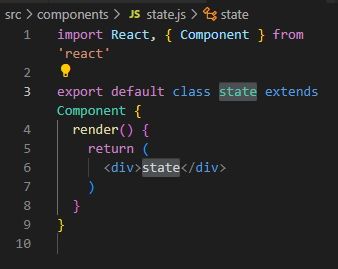 src > components > JS state.js > state
1 import React, { Component } from
'react'
2
3 export default class state extends
Component {
4 render() {
5 return (
6 <div>state</div>
7 )
8 }
9 }
10